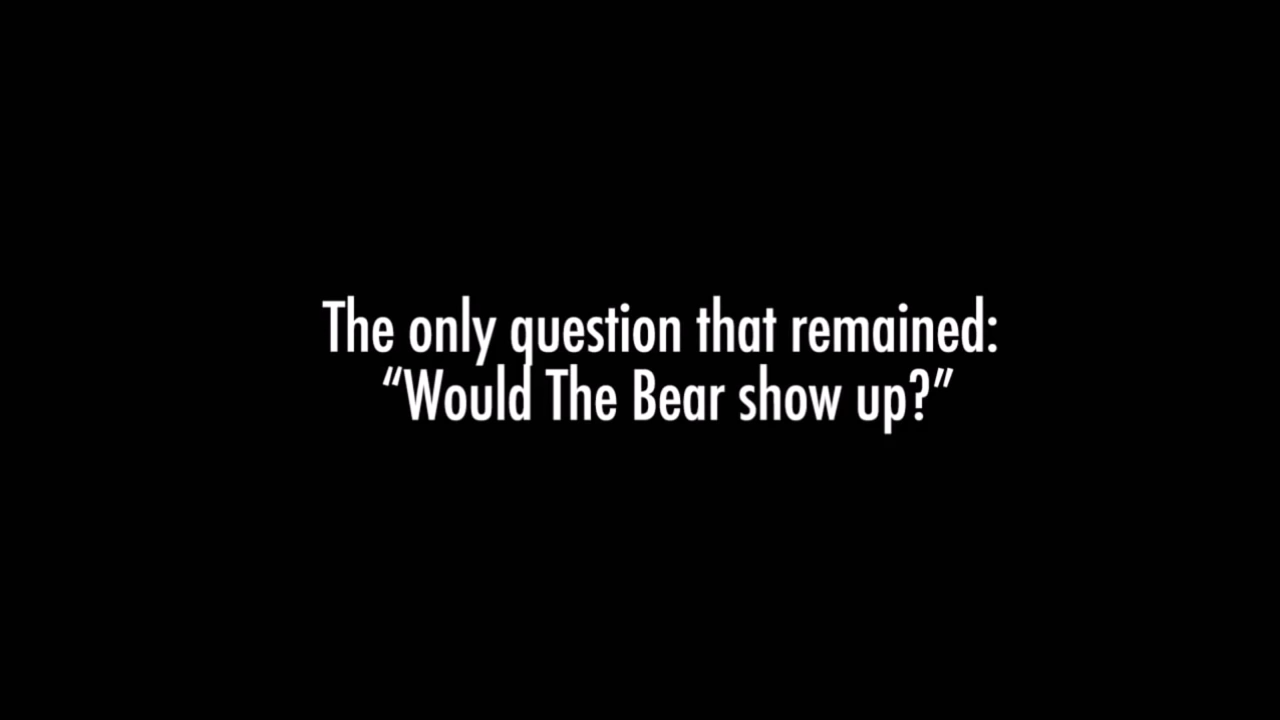 The only question that remained:
“Would The Bear show up?”